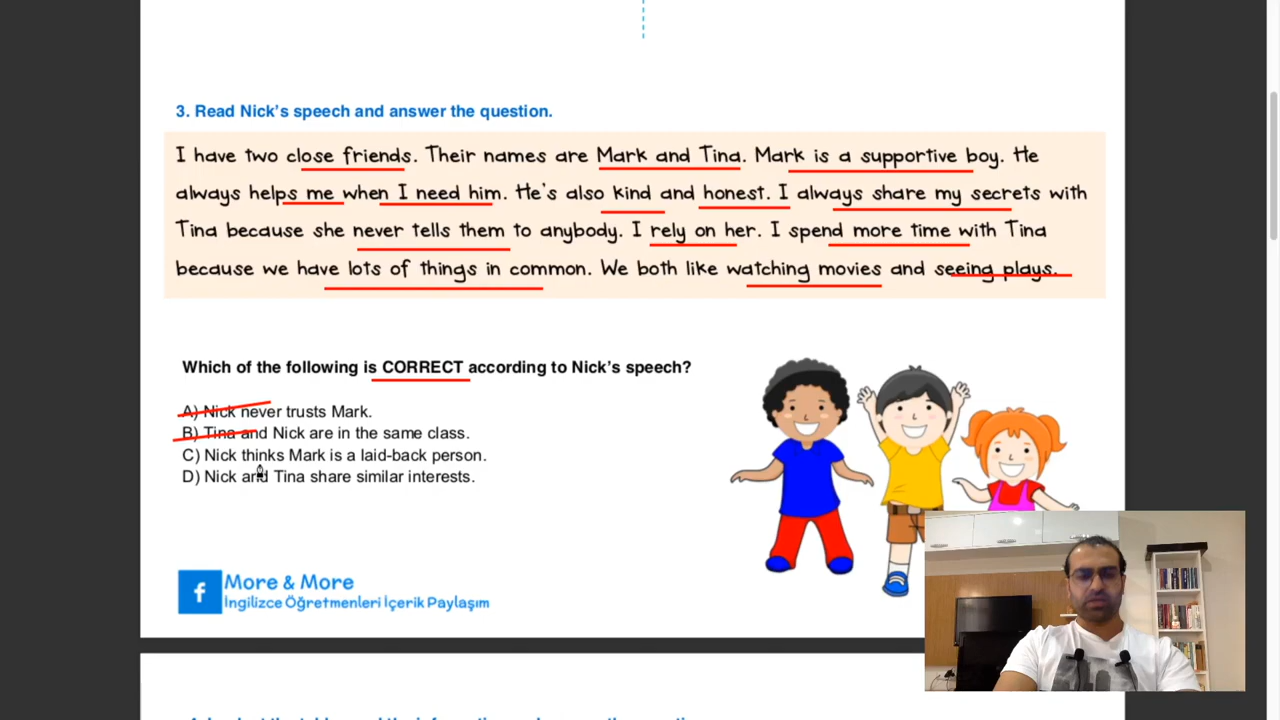 3. Read Nick's speech and answer the question.
I have two close friends. Their names are Mark and Tina. Mark is a supportive boy. He
always helps me when I need him. He's also kind and honest. I always share my secrets with
Tina because she never tells them to anybody. I rely on her. I spend more time with Tina
because we have lots of things in common. We both like watching movies and seeing plays.
Which of the following is CORRECT according to Nick's speech?
A) Nick never trusts Mark.
B) Tina and Nick are in the same class.
C) Nick thinks Mark is a laid-back person.
D) Nick and Tina share similar interests.
f More & More
İngilizce Öğretmenleri İçerik Paylaşım